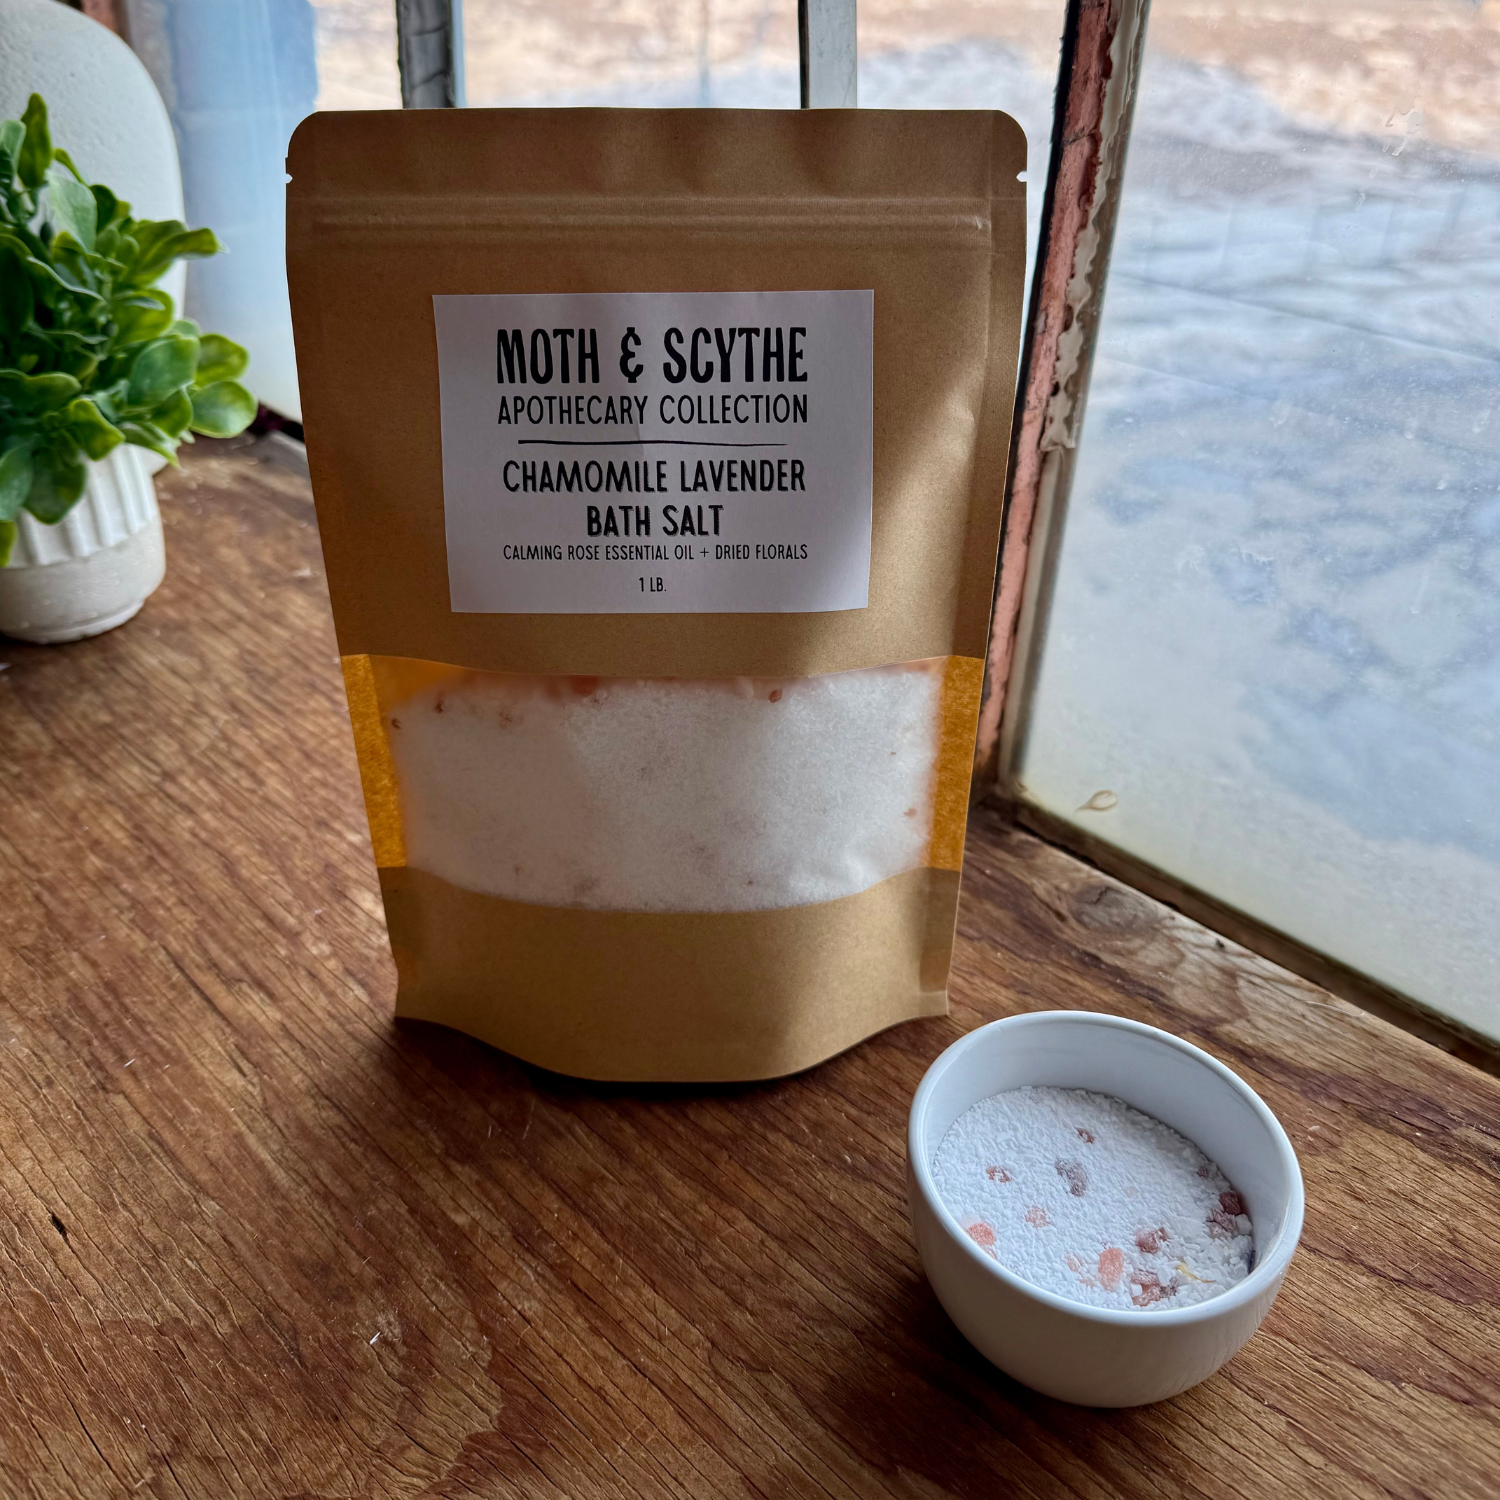 MOTH & SCYTHE
APOTHECARY COLLECTION
CHAMOMILE LAVENDER
BATH SALT
CALMING ROSE ESSENTIAL OIL + DRIED FLORALS
1 LB.